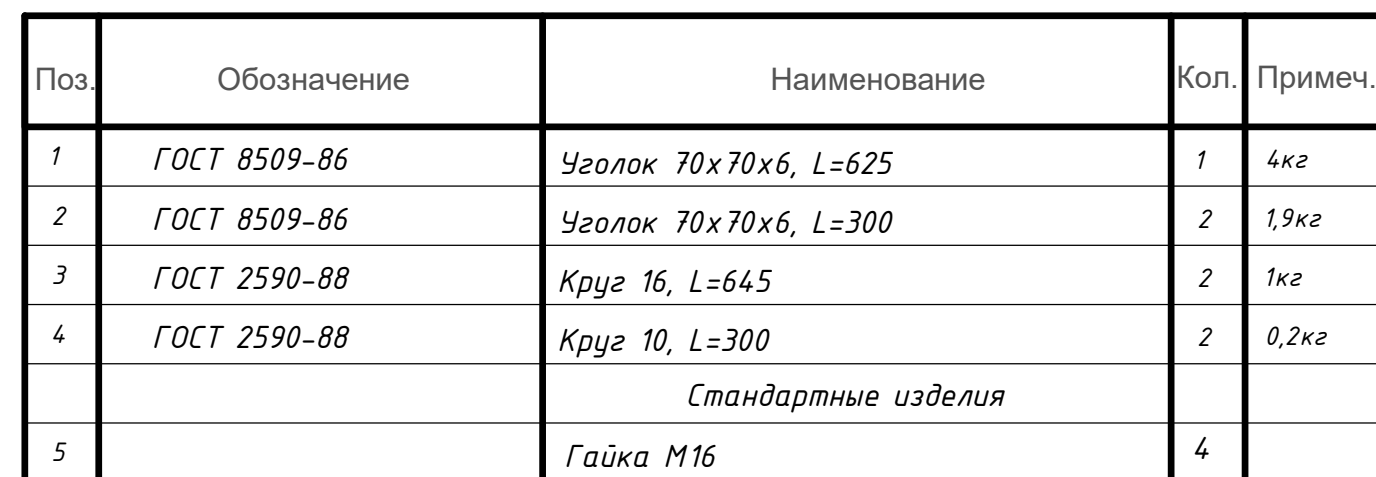 Поз. Обозначение Наименование Кол. Примеч.
1 ГОСТ 8509-86 Уголок 70х70х6, L=625 1 4кг
2 ГОСТ 8509-86 Уголок 70х70х6, L=300 2 1,9кг
3 ГОСТ 2590-88 Круг 16, L=645 2 1кг
4 ГОСТ 2590-88 Круг 10, L=300 2 0,2кг
Стандартные изделия
5 Гайка М16 4